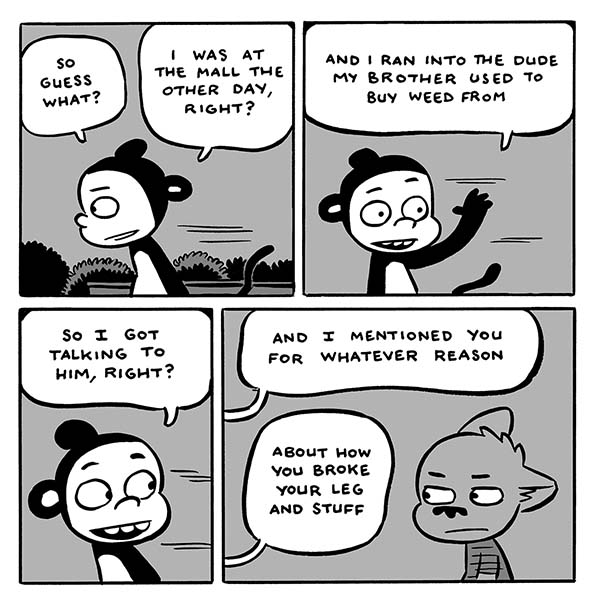 SO
GUESS
WHAT?
I WAS AT
THE MALL THE
OTHER DAY,
RIGHT?
AND I RAN INTO THE DUDE
MY BROTHER USED TO
BUY WEED FROM
SO I GOT
TALKING TO
HIM, RIGHT?
AND I MENTIONED YOU
FOR WHATEVER REASON
ABOUT HOW
YOU BROKE
YOUR LEG
AND STUFF